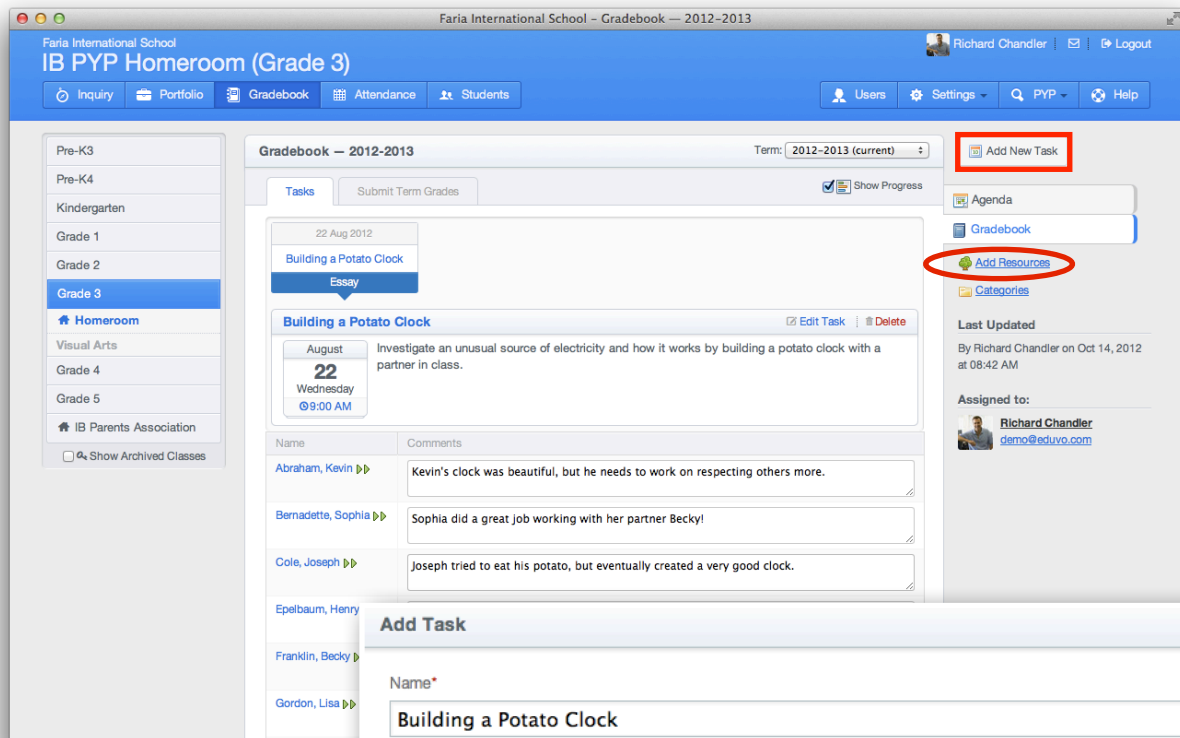 Faria International School – Gradebook — 2012-2013
Faria International School
IB PYP Homeroom (Grade 3)
Richard Chandler
Logout
Inquiry
Portfolio
Gradebook
Attendance
Students
Users
Settings
PYP
Help
Pre-K3
Pre-K4
Kindergarten
Grade 1
Grade 2
Grade 3
Homeroom
Visual Arts
Grade 4
Grade 5
IB Parents Association
Show Archived Classes
Gradebook — 2012-2013
Term: 2012-2013 (current)
Tasks
Submit Term Grades
Show Progress
22 Aug 2012
Building a Potato Clock
Essay
Building a Potato Clock
Edit Task
Delete
August
22
Wednesday
9:00 AM
Investigate an unusual source of electricity and how it works by building a potato clock with a
partner in class.
Name
Comments
Abraham, Kevin
Kevin's clock was beautiful, but he needs to work on respecting others more.
Bernadette, Sophia
Sophia did a great job working with her partner Becky!
Cole, Joseph
Joseph tried to eat his potato, but eventually created a very good clock.
Epelbaum, Henry
Franklin, Becky
Gordon, Lisa
Add New Task
Agenda
Gradebook
Add Resources
Categories
Last Updated
By Richard Chandler on Oct 14, 2012
at 08:42 AM
Assigned to:
Richard Chandler
demo@eduvo.com
Add Task
Name*
Building a Potato Clock